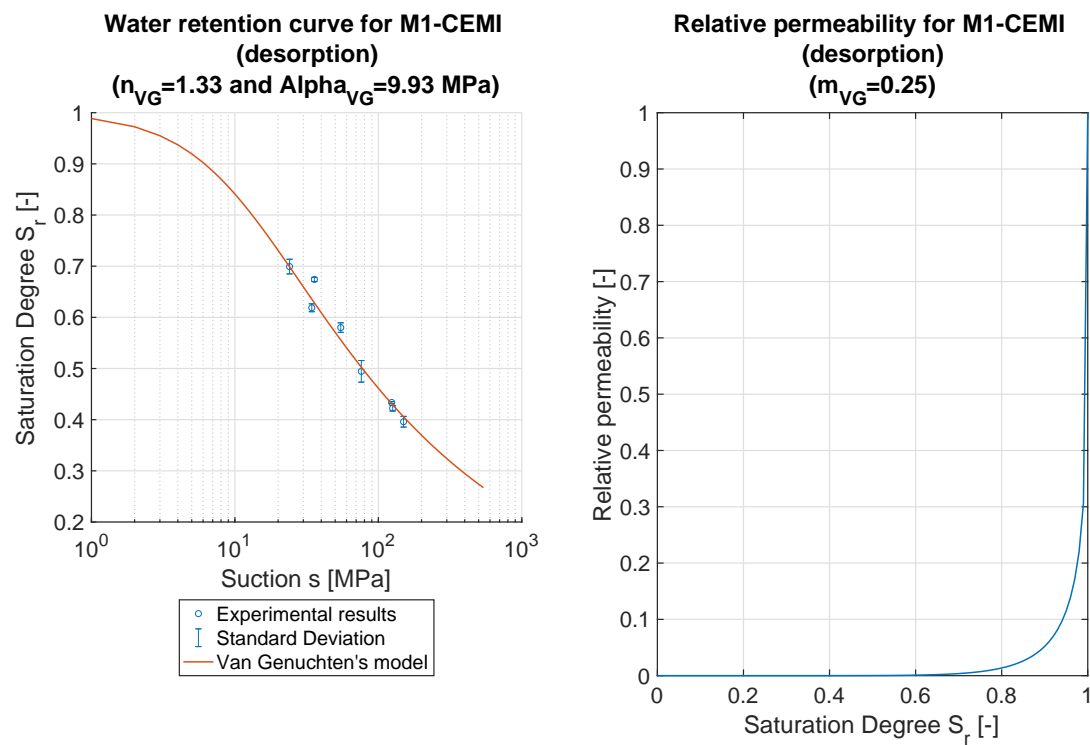 Water retention curve for M1-CEMI
(desorption)
(n_VG=1.33 and Alpha_VG=9.93 MPa)
1
0.9
0.8
0.7
0.6
0.5
0.4
0.3
0.2
Saturation Degree S_r [-]
10^0
10^1
10^2
10^3
Suction s [MPa]
Experimental results
Standard Deviation
Van Genuchten's model
Relative permeability for M1-CEMI
(desorption)
(m_VG=0.25)
1
0.9
0.8
0.7
0.6
0.5
0.4
0.3
0.2
0.1
0
Relative permeability [-]
0
0.2
0.4
0.6
0.8
1
Saturation Degree S_r [-]